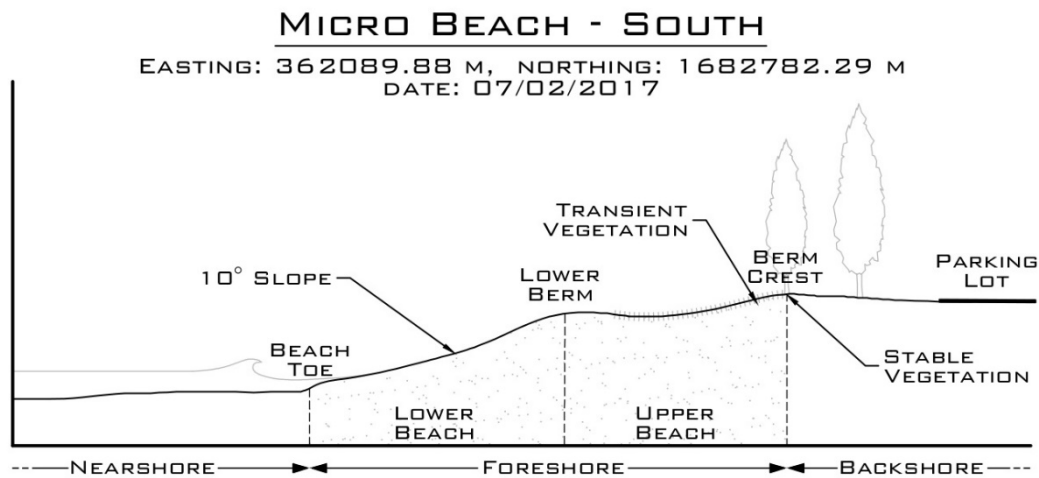 MICRO BEACH - SOUTH
EASTING: 362089.88 M, NORTHING: 1682782.29 M
DATE: 07/02/2017
TRANSIENT
VEGETATION
BERM
CREST
PARKING
LOT
10° SLOPE
LOWER
BERM
BEACH
TOE
STABLE
VEGETATION
LOWER
BEACH
UPPER
BEACH
NEARSHORE
FORESHORE
BACKSHORE